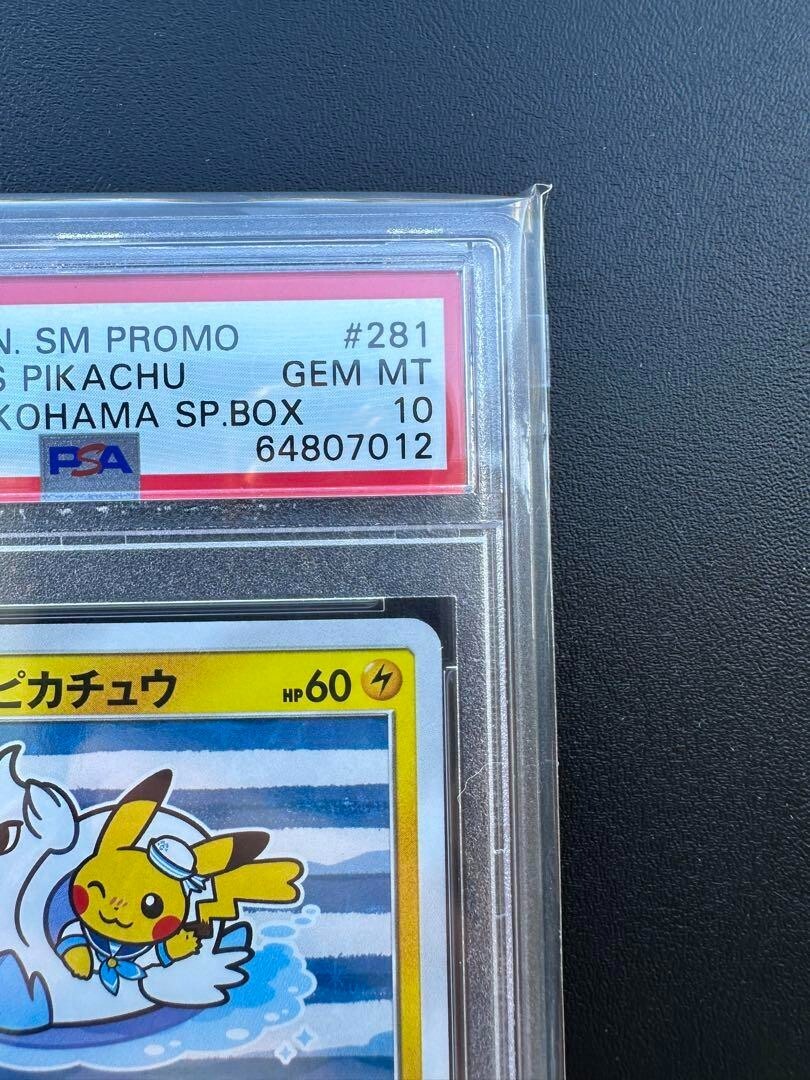 N. SM PROMO #281
S PIKACHU GEM MT
KOHAMA SP.BOX 10
PSA 64807012
ピカチュウ HP60